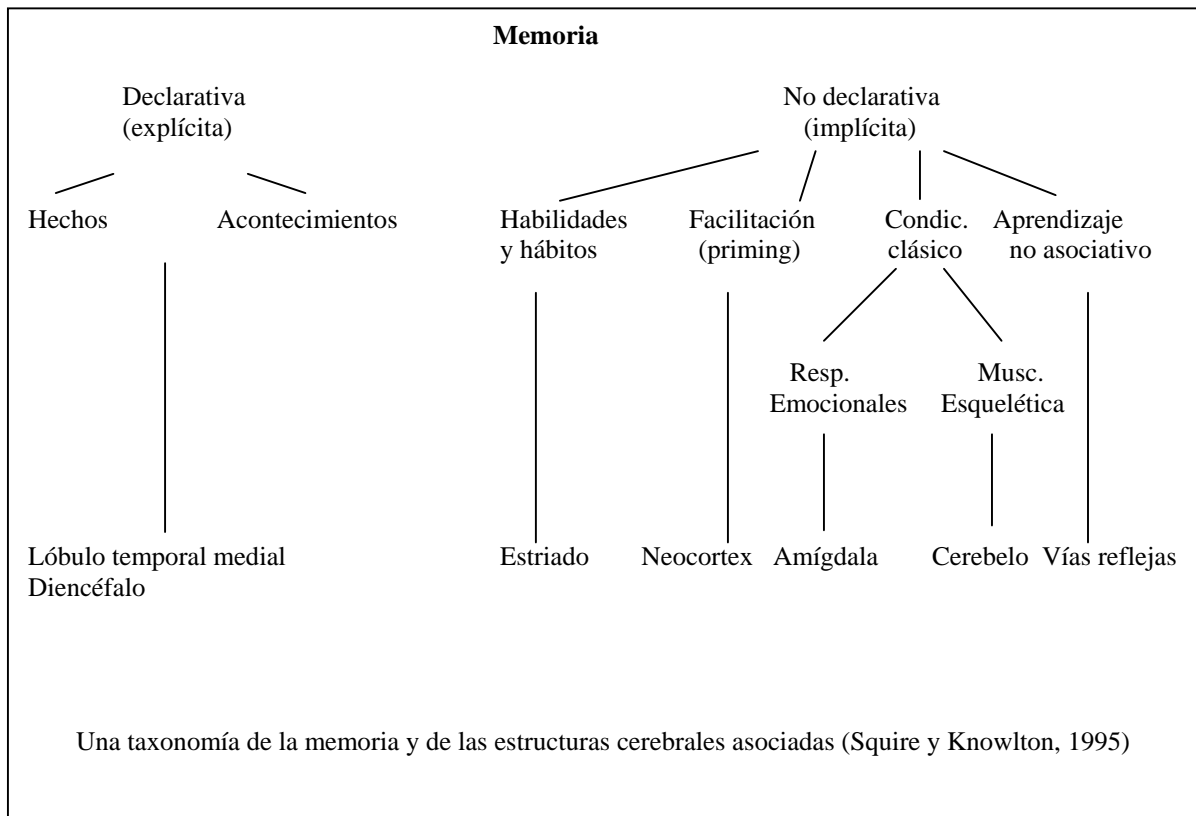 Memoria
Declarativa
(explícita)
No declarativa
(implícita)
Hechos
Acontecimientos
Habilidades
y hábitos
Facilitación
(priming)
Condic.
clásico
Aprendizaje
no asociativo
Resp.
Emocionales
Musc.
Esquelética
Lóbulo temporal medial
Diencéfalo
Estriado
Neocortex
Amígdala
Cerebelo
Vías reflejas
Una taxonomía de la memoria y de las estructuras cerebrales asociadas (Squire y Knowlton, 1995)